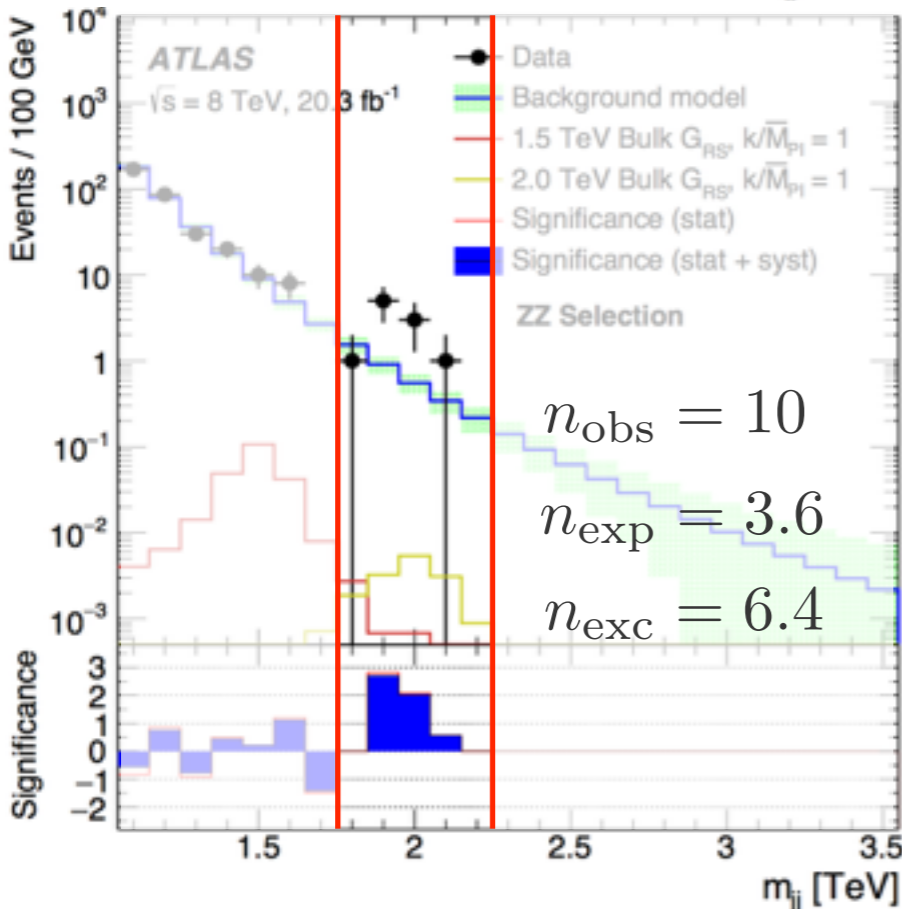 10⁴
10³
10²
10
1
10⁻¹
10⁻²
10⁻³
Events / 100 GeV
ATLAS
√s = 8 TeV, 20.3 fb⁻¹
Data
Background model
1.5 TeV Bulk G_RS, k/M̅_Pl = 1
2.0 TeV Bulk G_RS, k/M̅_Pl = 1
Significance (stat)
Significance (stat + syst)
ZZ Selection
n_obs = 10
n_exp = 3.6
n_exc = 6.4
Significance
3
2
1
0
−1
−2
1.5 2 2.5 3 3.5
m_jj [TeV]